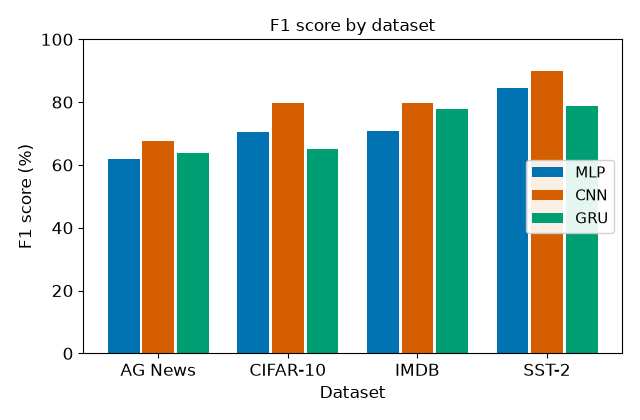 F1 score by dataset
F1 score (%)
100
80
60
40
20
0
MLP
CNN
GRU
AG News
CIFAR-10
IMDB
SST-2
Dataset